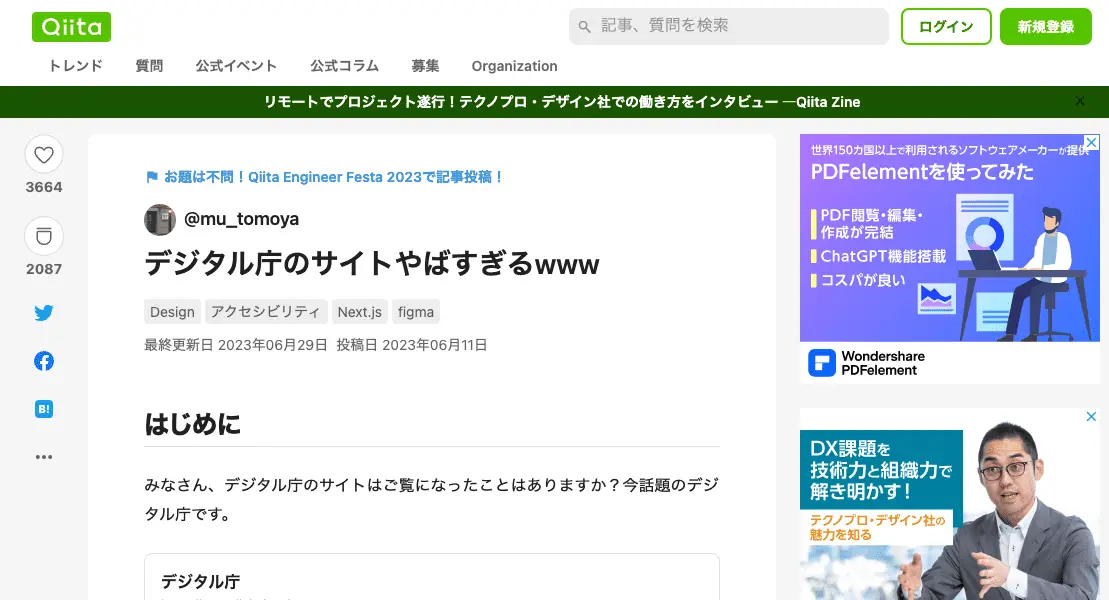 Qiita
記事、質問を検索
ログイン
新規登録
トレンド 質問 公式イベント 公式コラム 募集 Organization
リモートでプロジェクト遂行！テクノプロ・デザイン社での働き方をインタビュー ―Qiita Zine
3664
2087
B!
お題は不問！Qiita Engineer Festa 2023で記事投稿！
@mu_tomoya
デジタル庁のサイトやばすぎるwww
Design アクセシビリティ Next.js figma
最終更新日 2023年06月29日 投稿日 2023年06月11日
はじめに
みなさん、デジタル庁のサイトはご覧になったことはありますか？今話題のデジ
タル庁です。
デジタル庁
世界150カ国以上で利用されるソフトウェアメーカーが提供
PDFelementを使ってみた
PDF閲覧・編集・
作成が完結
ChatGPT機能搭載
コスパが良い
Wondershare
PDFelement
DX課題を
技術力と組織力で
解き明かす！
テクノプロ・デザイン社の
魅力を知る